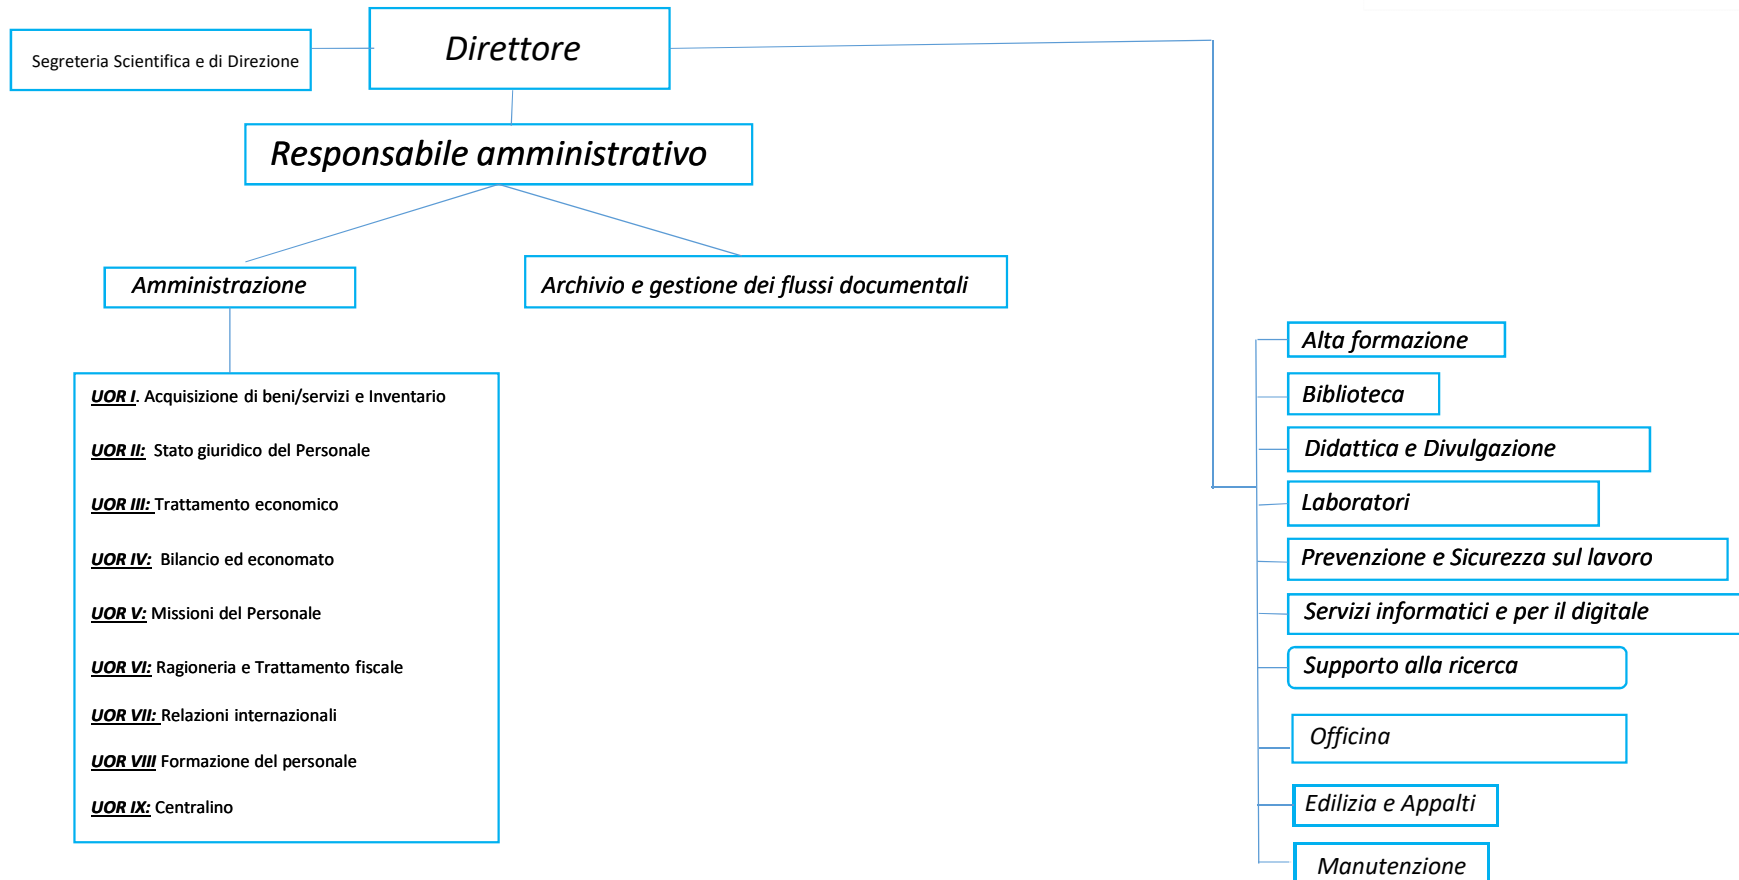 Direttore
Segreteria Scientifica e di Direzione
Responsabile amministrativo
Amministrazione
Archivio e gestione dei flussi documentali
UOR I. Acquisizione di beni/servizi e Inventario
UOR II: Stato giuridico del Personale
UOR III: Trattamento economico
UOR IV: Bilancio ed economato
UOR V: Missioni del Personale
UOR VI: Ragioneria e Trattamento fiscale
UOR VII: Relazioni internazionali
UOR VIII Formazione del personale
UOR IX: Centralino
Alta formazione
Biblioteca
Didattica e Divulgazione
Laboratori
Prevenzione e Sicurezza sul lavoro
Servizi informatici e per il digitale
Supporto alla ricerca
Officina
Edilizia e Appalti
Manutenzione